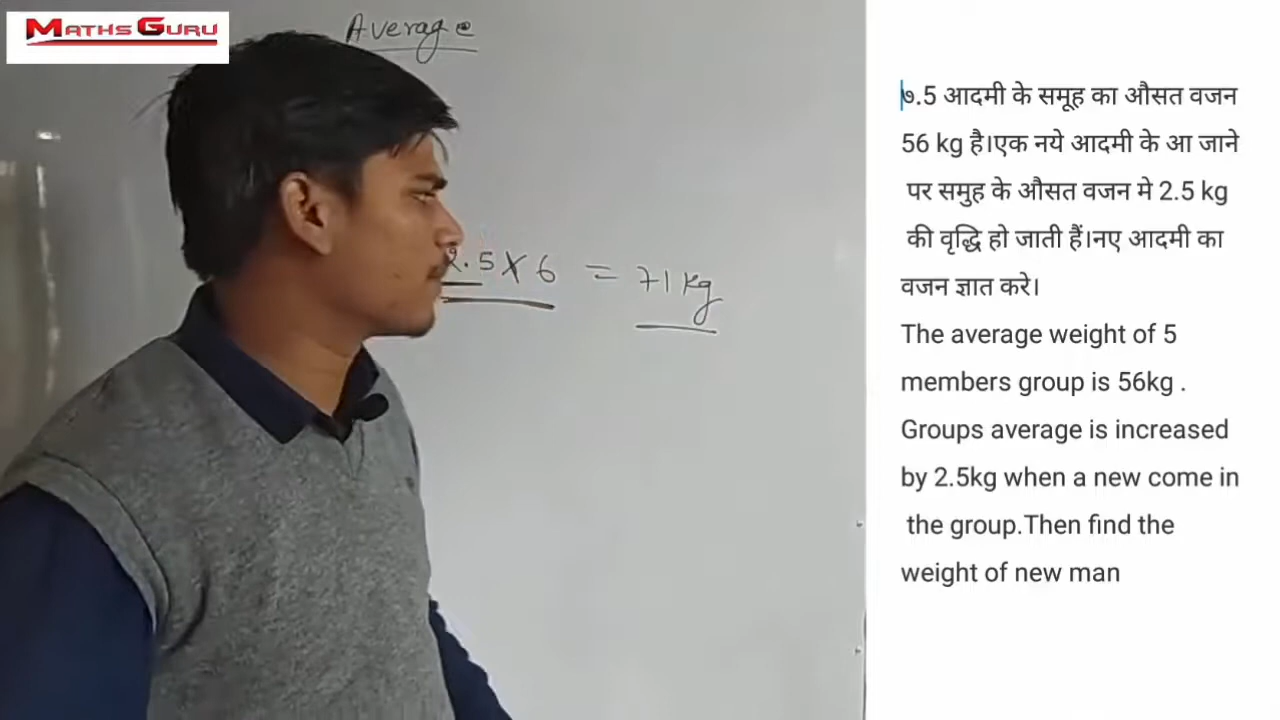 MATHS GURU
Average
2.5 X 6 = 71 Kg
७.5 आदमी के समूह का औसत वजन
56 kg है।एक नये आदमी के आ जाने
पर समुह के औसत वजन मे 2.5 kg
की वृद्धि हो जाती हैं।नए आदमी का
वजन ज्ञात करे।
The average weight of 5
members group is 56kg .
Groups average is increased
by 2.5kg when a new come in
the group.Then find the
weight of new man